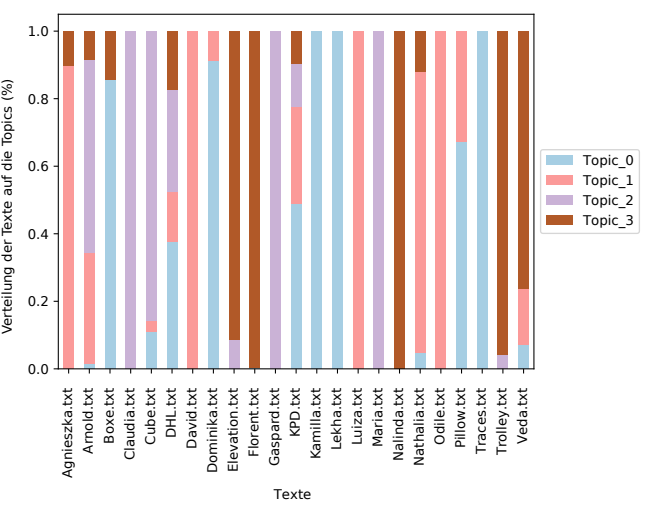 Verteilung der Texte auf die Topics (%)
1.0
0.8
0.6
0.4
0.2
0.0
Topic_0
Topic_1
Topic_2
Topic_3
Agnieszka.txt
Arnold.txt
Boxe.txt
Claudia.txt
Cube.txt
DHL.txt
David.txt
Dominika.txt
Elevation.txt
Florent.txt
Gaspard.txt
KPD.txt
Kamilla.txt
Lekha.txt
Luiza.txt
Maria.txt
Nalinda.txt
Nathalia.txt
Odile.txt
Pillow.txt
Traces.txt
Trolley.txt
Veda.txt
Texte